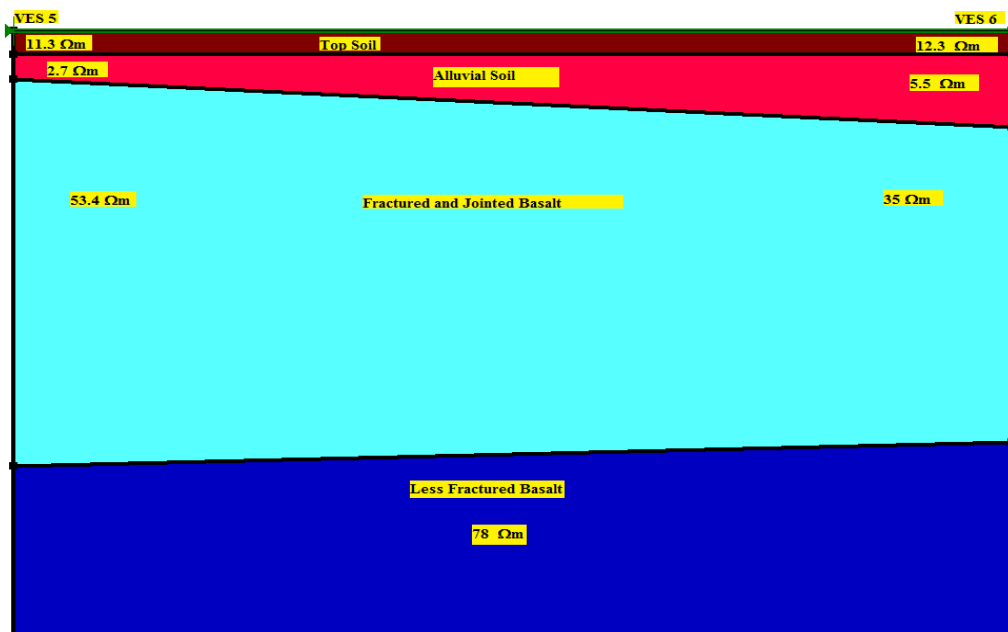 VES 5
VES 6
11.3 Ωm
Top Soil
12.3 Ωm
2.7 Ωm
Alluvial Soil
5.5 Ωm
53.4 Ωm
Fractured and Jointed Basalt
35 Ωm
Less Fractured Basalt
78 Ωm